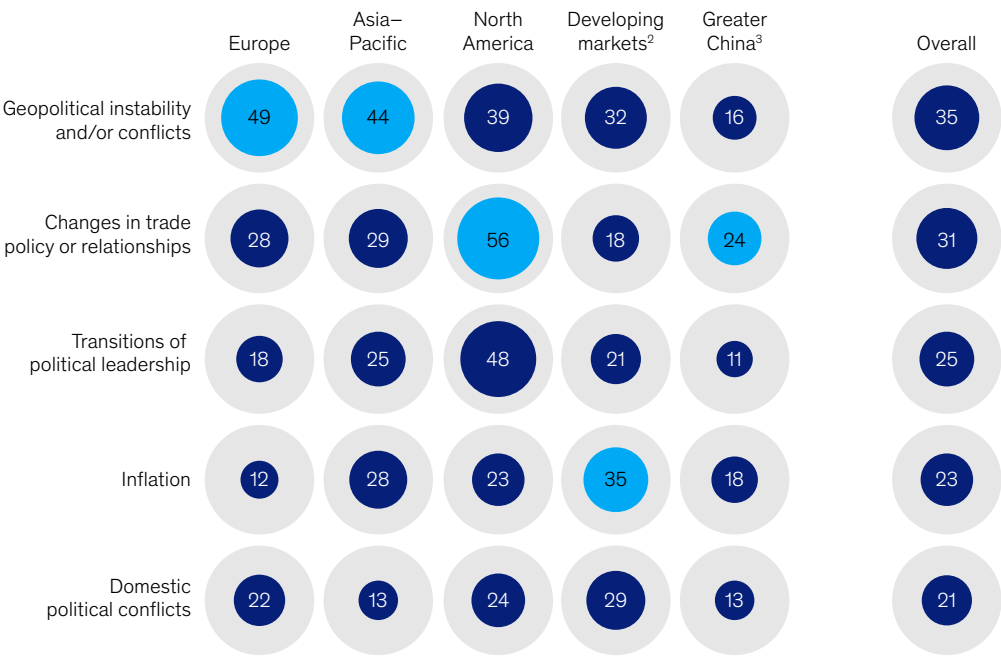 Europe
Asia–
Pacific
North
America
Developing
markets²
Greater
China³
Overall
Geopolitical instability
and/or conflicts
49 44 39 32 16 35
Changes in trade
policy or relationships
28 29 56 18 24 31
Transitions of
political leadership
18 25 48 21 11 25
Inflation
12 28 23 35 18 23
Domestic
political conflicts
22 13 24 29 13 21